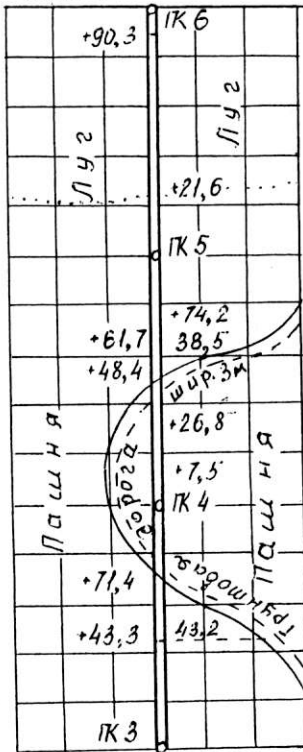 ПК 6
+90,3
Луг
Луг
+21,6
ПК 5
+74,2
+61,7 38,5
+48,4 шир. 3м
+26,8
Пашня
дорога
+7,5
ПК 4
Пашня
+71,4
Грунтовая
+43,3 43,2
ПК 3